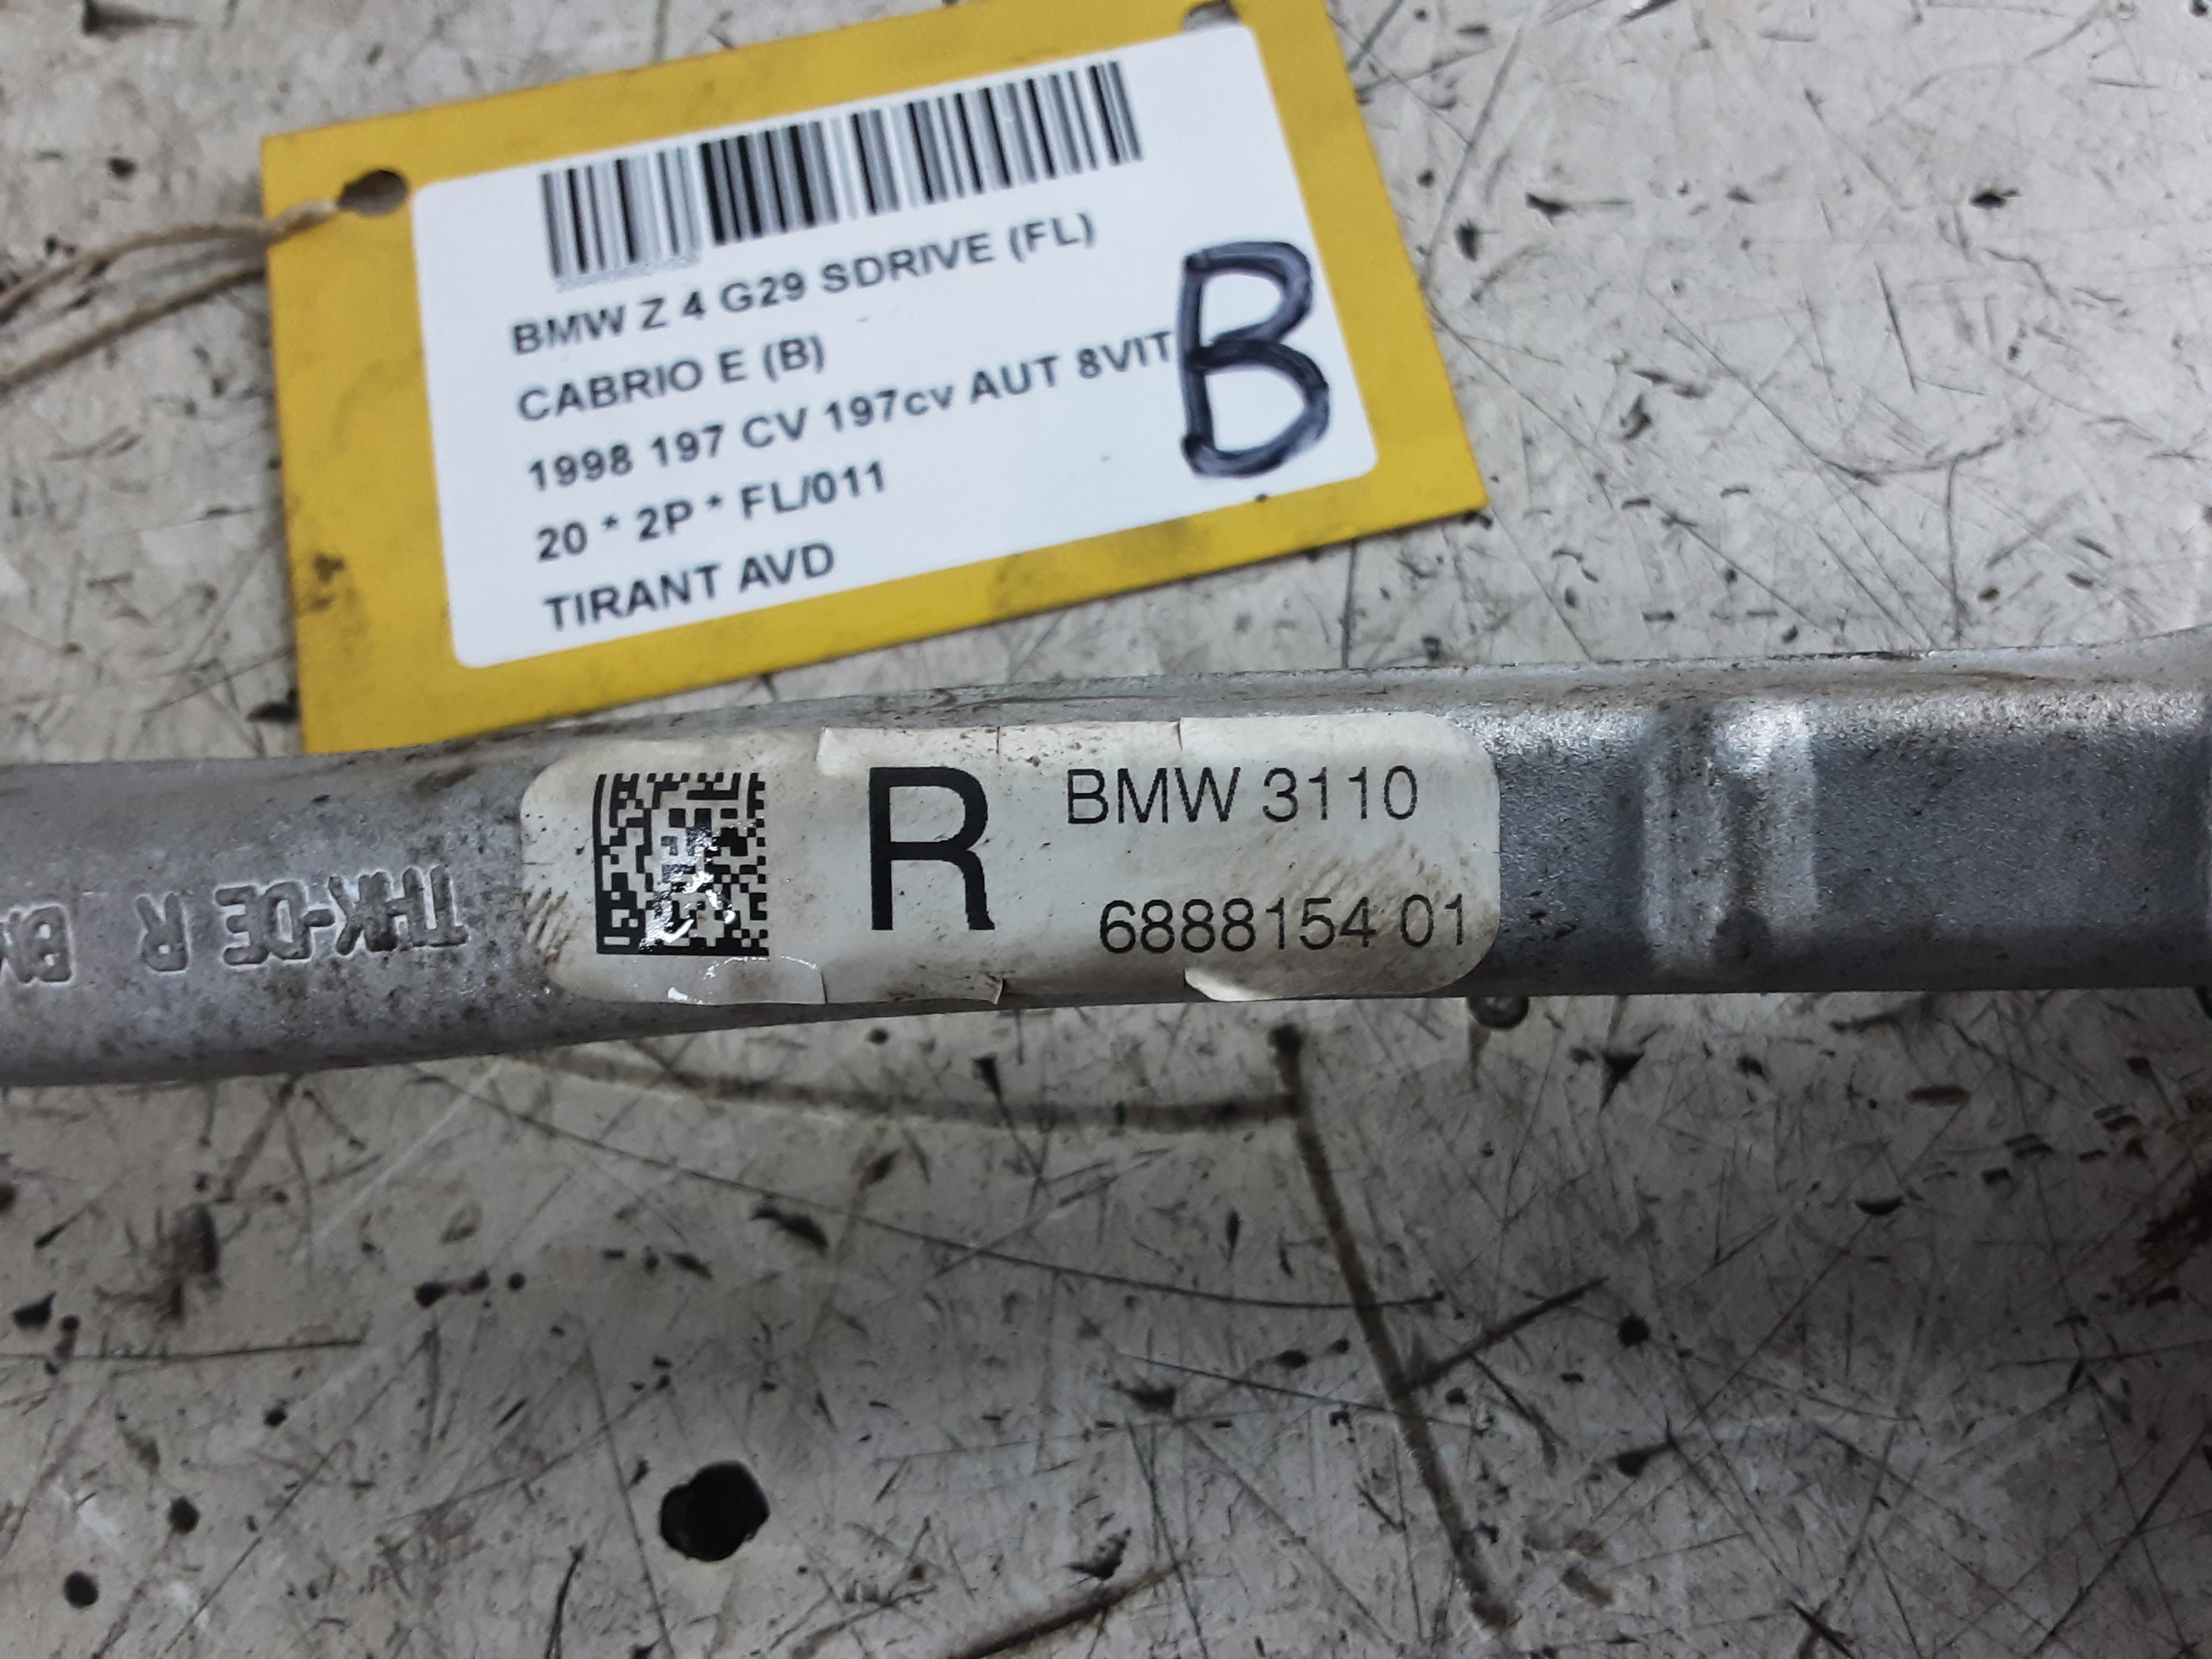 BMW Z 4 G29 SDRIVE (FL)
CABRIO E (B)
1998 197 CV 197cv AUT 8VIT
20 * 2P * FL/011
TIRANT AVD
B
R
BMW 3110
6888154 01
THK-DE R